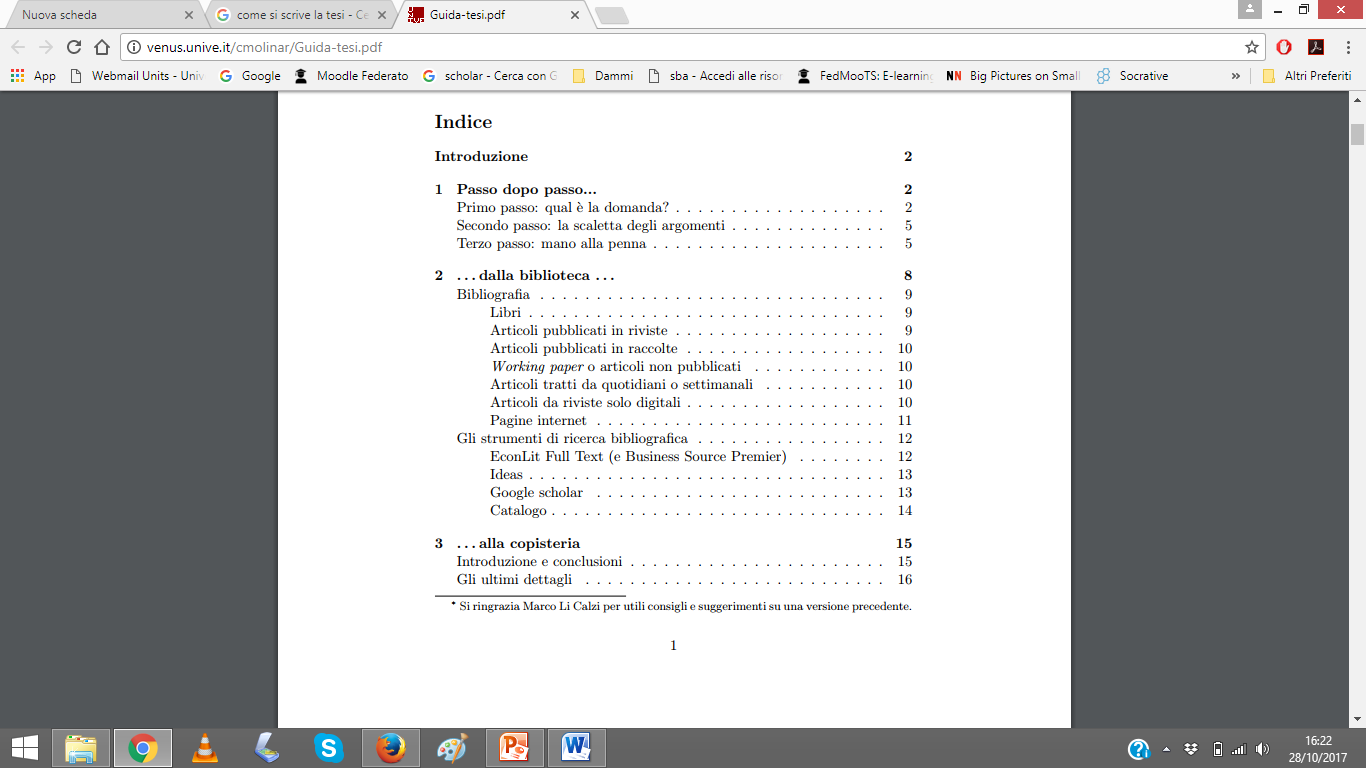 Nuova scheda
come si scrive la tesi - Ce
Guida-tesi.pdf
venus.unive.it/cmolinar/Guida-tesi.pdf
App Webmail Units - Univ Google Moodle Federato scholar - Cerca con G Dammi sba - Accedi alle risor FedMooTS: E-learning NN Big Pictures on Small Socrative » Altri Preferiti
Indice
Introduzione 2
1 Passo dopo passo... 2
Primo passo: qual è la domanda? . . . . . . . . . . . . . . . . . . . 2
Secondo passo: la scaletta degli argomenti . . . . . . . . . . . . . . 5
Terzo passo: mano alla penna . . . . . . . . . . . . . . . . . . . . . 5
2 . . . dalla biblioteca . . . 8
Bibliografia . . . . . . . . . . . . . . . . . . . . . . . . . . . . . . . 9
Libri . . . . . . . . . . . . . . . . . . . . . . . . . . . . . . . . 9
Articoli pubblicati in riviste . . . . . . . . . . . . . . . . . . . 9
Articoli pubblicati in raccolte . . . . . . . . . . . . . . . . . . 10
Working paper o articoli non pubblicati . . . . . . . . . . . . 10
Articoli tratti da quotidiani o settimanali . . . . . . . . . . . 10
Articoli da riviste solo digitali . . . . . . . . . . . . . . . . . . 10
Pagine internet . . . . . . . . . . . . . . . . . . . . . . . . . . 11
Gli strumenti di ricerca bibliografica . . . . . . . . . . . . . . . . . 12
EconLit Full Text (e Business Source Premier) . . . . . . . . 12
Ideas . . . . . . . . . . . . . . . . . . . . . . . . . . . . . . . . 13
Google scholar . . . . . . . . . . . . . . . . . . . . . . . . . . 13
Catalogo . . . . . . . . . . . . . . . . . . . . . . . . . . . . . . 14
3 . . . alla copisteria 15
Introduzione e conclusioni . . . . . . . . . . . . . . . . . . . . . . . 15
Gli ultimi dettagli . . . . . . . . . . . . . . . . . . . . . . . . . . . 16
* Si ringrazia Marco Li Calzi per utili consigli e suggerimenti su una versione precedente.
1
16:22
28/10/2017